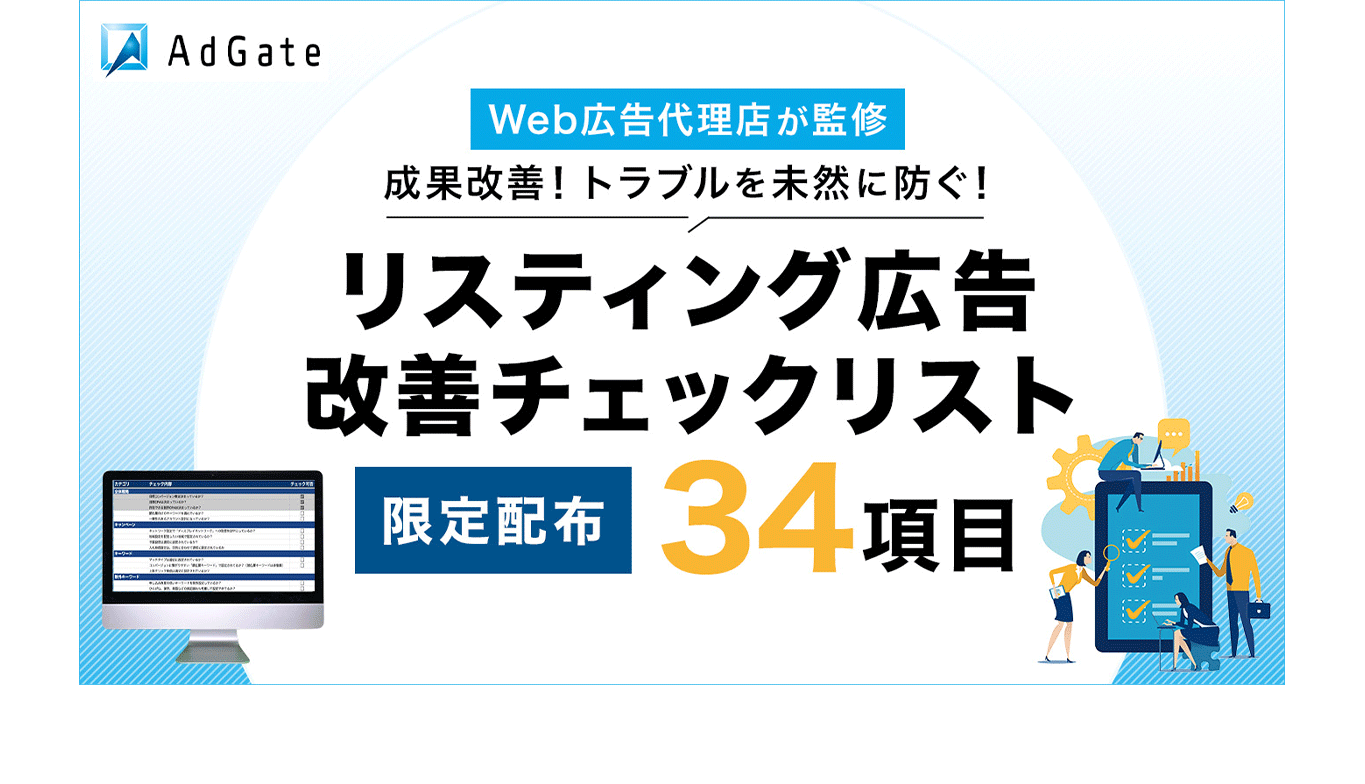 AdGate
Web広告代理店が監修
成果改善！トラブルを未然に防ぐ！
リスティング広告
改善チェックリスト
限定配布
34項目
カテゴリ チェック内容 チェック可否
全体戦略
キャンペーン
キーワード
除外キーワード